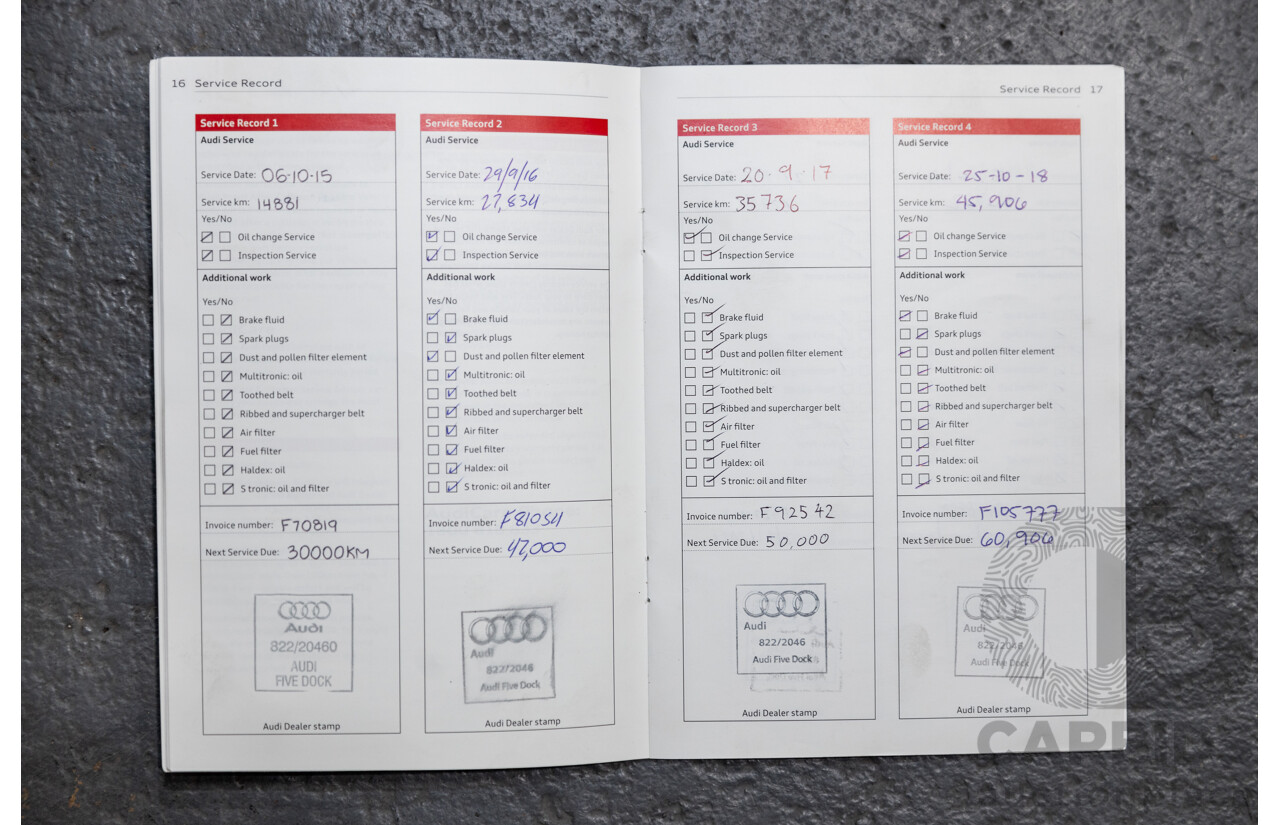 16 Service Record
Service Record 1
Audi Service
Service Date: 06·10·15
Service km: 14881
Yes/No
Oil change Service
Inspection Service
Additional work
Yes/No
Brake fluid
Spark plugs
Dust and pollen filter element
Multitronic: oil
Toothed belt
Ribbed and supercharger belt
Air filter
Fuel filter
Haldex: oil
S tronic: oil and filter
Invoice number: F70819
Next Service Due: 30000KM
Audi
822/20460
AUDI
FIVE DOCK
Audi Dealer stamp
Service Record 2
Audi Service
Service Date: 29/9/16
Service km: 27,834
Yes/No
Oil change Service
Inspection Service
Additional work
Yes/No
Brake fluid
Spark plugs
Dust and pollen filter element
Multitronic: oil
Toothed belt
Ribbed and supercharger belt
Air filter
Fuel filter
Haldex: oil
S tronic: oil and filter
Invoice number: F81054
Next Service Due: 42,000
Audi
822/2046
Audi Five Dock
Audi Dealer stamp
Service Record 17
Service Record 3
Audi Service
Service Date: 20·9·17
Service km: 35736
Yes/No
Oil change Service
Inspection Service
Additional work
Yes/No
Brake fluid
Spark plugs
Dust and pollen filter element
Multitronic: oil
Toothed belt
Ribbed and supercharger belt
Air filter
Fuel filter
Haldex: oil
S tronic: oil and filter
Invoice number: F92542
Next Service Due: 50,000
Audi
822/2046
Audi Five Dock
Audi Dealer stamp
Service Record 4
Audi Service
Service Date: 25-10-18
Service km: 45,906
Yes/No
Oil change Service
Inspection Service
Additional work
Yes/No
Brake fluid
Spark plugs
Dust and pollen filter element
Multitronic: oil
Toothed belt
Ribbed and supercharger belt
Air filter
Fuel filter
Haldex: oil
S tronic: oil and filter
Invoice number: F105777
Next Service Due: 60,906
Audi
822/2046
Audi Five Dock
Audi Dealer stamp